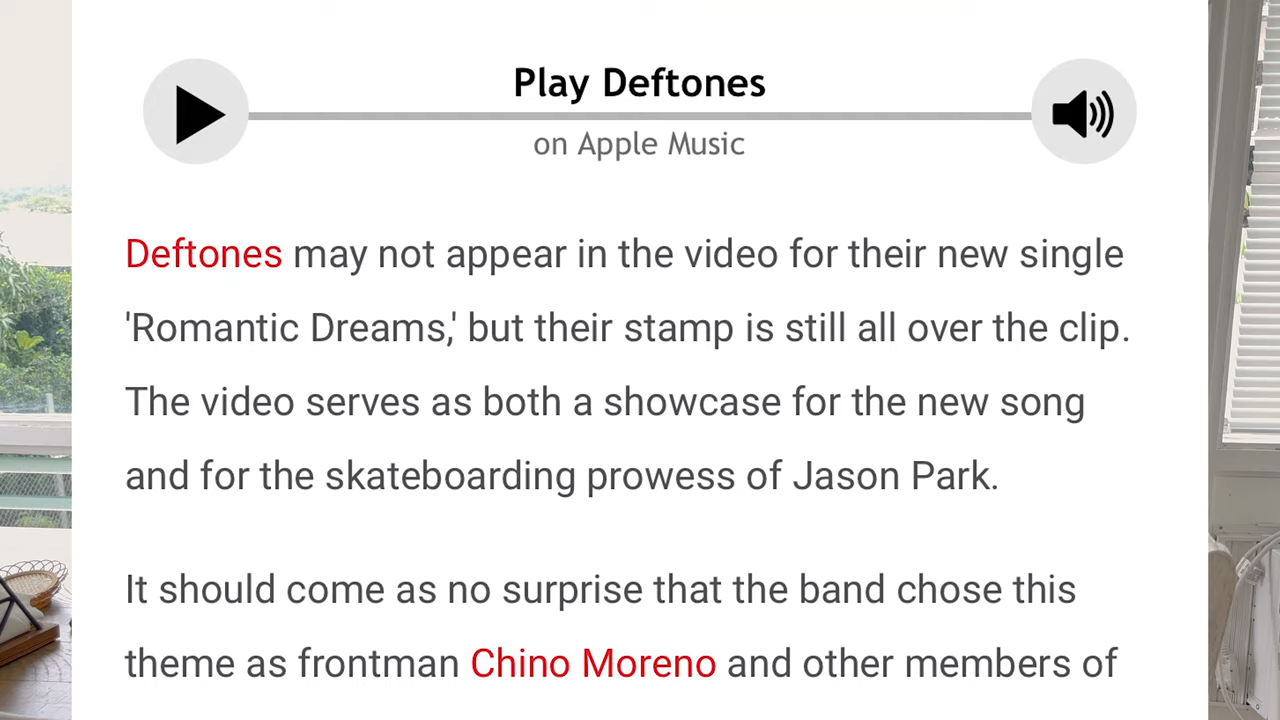 Play Deftones
on Apple Music
Deftones may not appear in the video for their new single
'Romantic Dreams,' but their stamp is still all over the clip.
The video serves as both a showcase for the new song
and for the skateboarding prowess of Jason Park.
It should come as no surprise that the band chose this
theme as frontman Chino Moreno and other members of